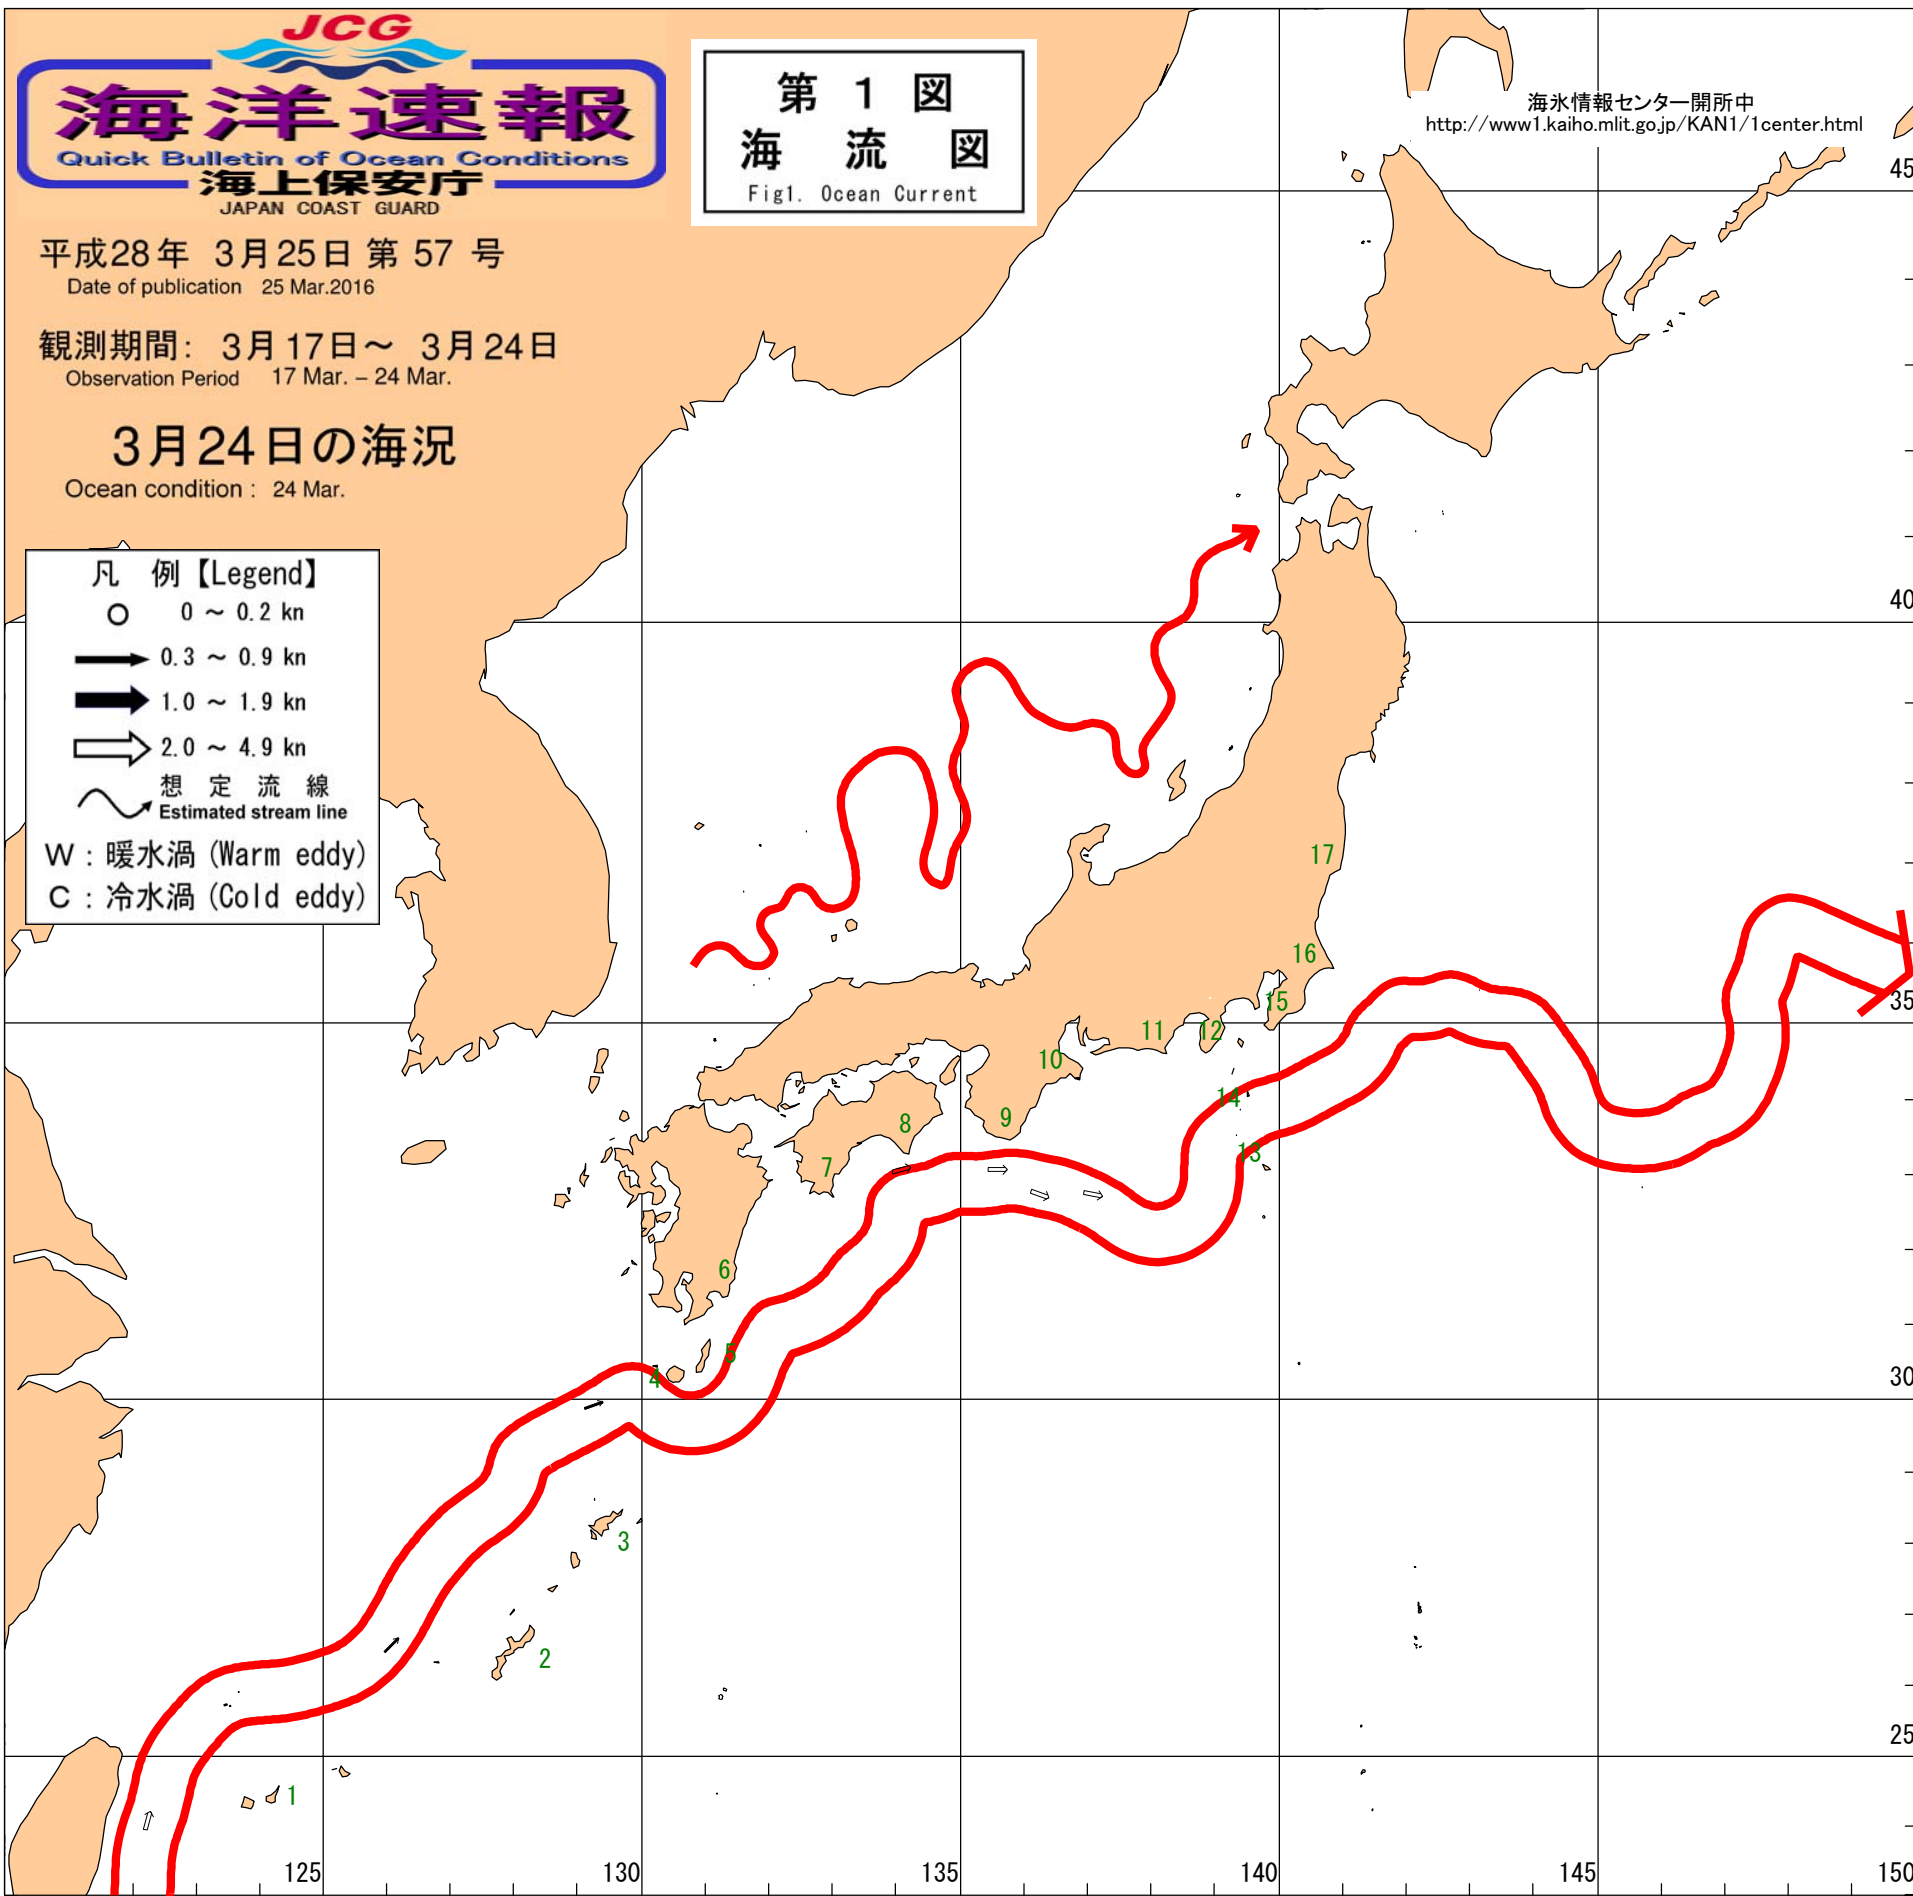 JCG
海洋速報
Quick Bulletin of Ocean Conditions
海上保安庁
JAPAN COAST GUARD
第 1 図
海 流 図
Fig1. Ocean Current
海氷情報センター開所中
http://www1.kaiho.mlit.go.jp/KAN1/1center.html
平成28年 3月25日 第 57 号
Date of publication 25 Mar.2016
観測期間: 3月17日～ 3月24日
Observation Period 17 Mar. – 24 Mar.
3月24日の海況
Ocean condition : 24 Mar.
凡 例【Legend】
0 ～ 0.2 kn
0.3 ～ 0.9 kn
1.0 ～ 1.9 kn
2.0 ～ 4.9 kn
想 定 流 線
Estimated stream line
W : 暖水渦 (Warm eddy)
C : 冷水渦 (Cold eddy)
45
40
17
16
35
15
12
11
10
14
9
8
13
7
6
5
4
30
3
2
25
1
125
130
135
140
145
150